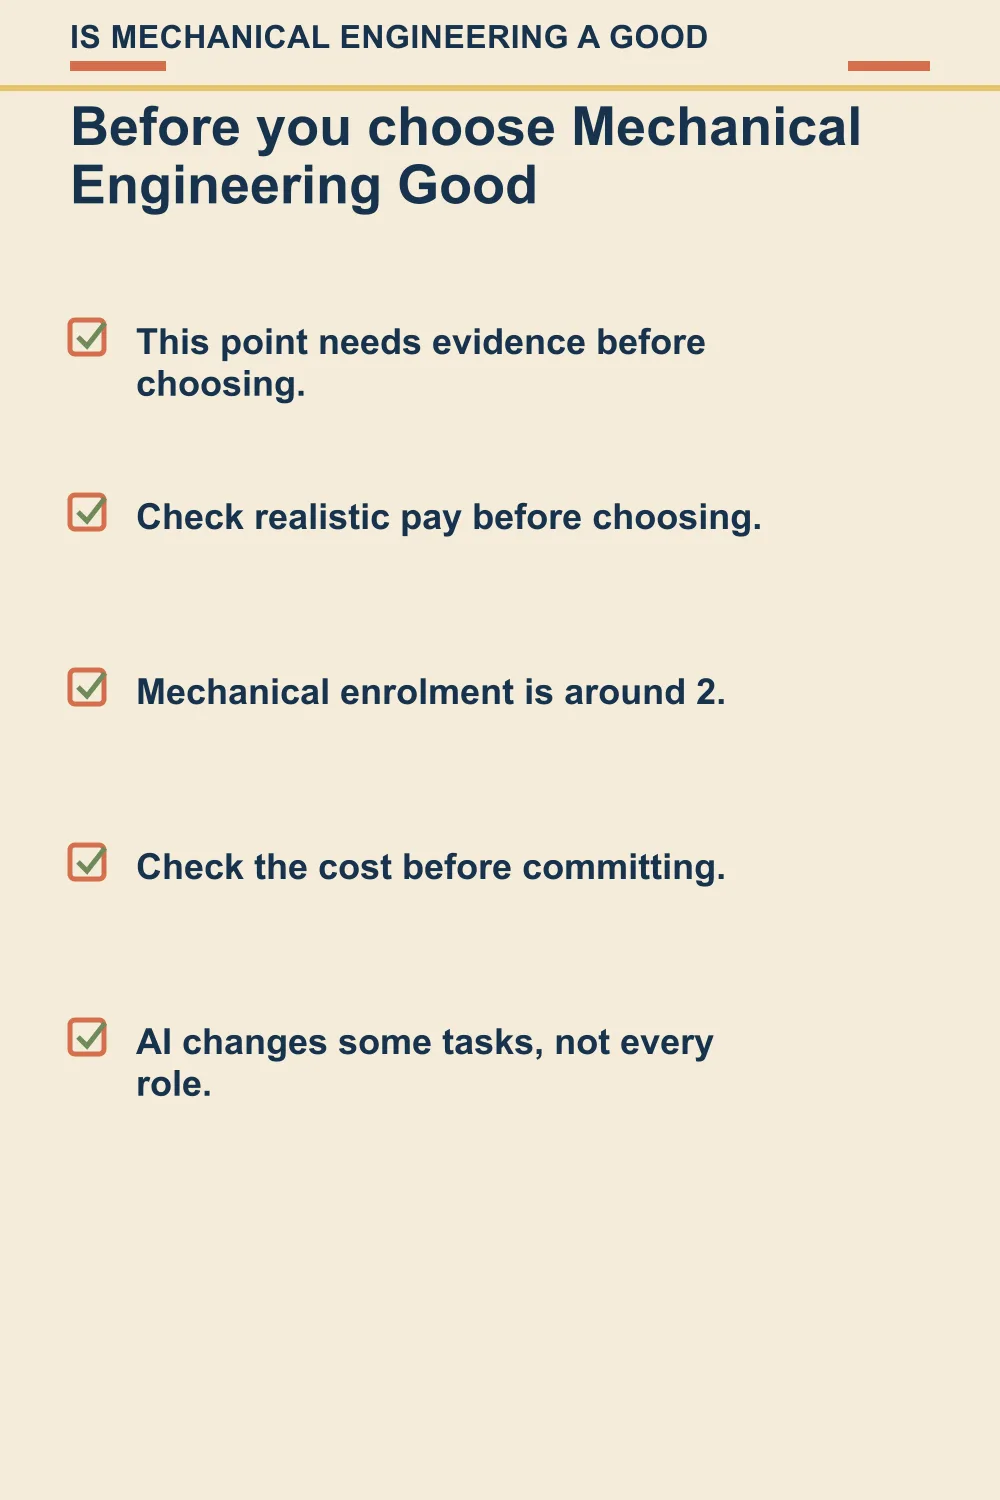 IS MECHANICAL ENGINEERING A GOOD
Before you choose Mechanical
Engineering Good
This point needs evidence before
choosing.
Check realistic pay before choosing.
Mechanical enrolment is around 2.
Check the cost before committing.
AI changes some tasks, not every
role.